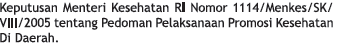 Keputusan Menteri Kesehatan RI Nomor 1114/Menkes/SK/
VIII/2005 tentang Pedoman Pelaksanaan Promosi Kesehatan
Di Daerah.